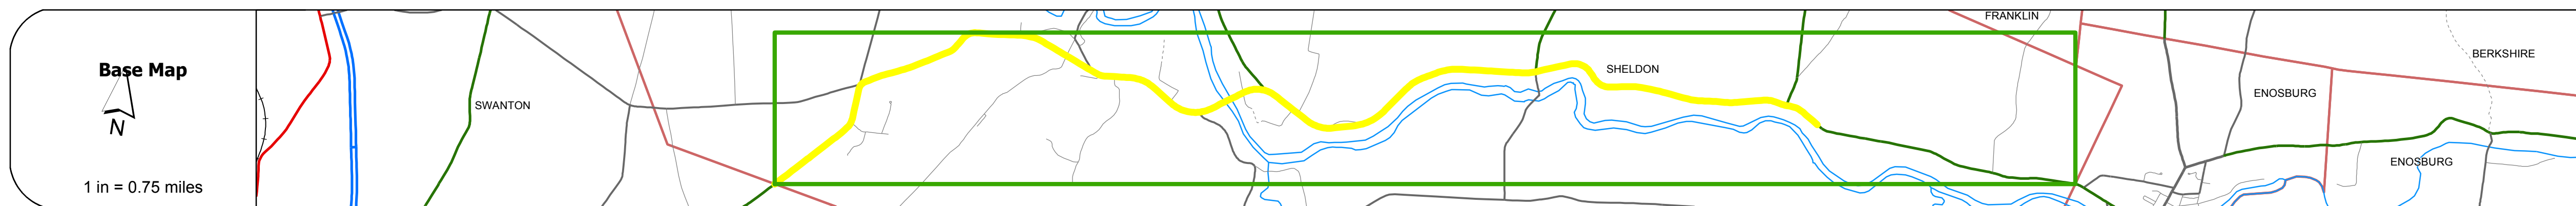 Base Map
N
1 in = 0.75 miles
SWANTON
SHELDON
FRANKLIN
ENOSBURG
BERKSHIRE
ENOSBURG